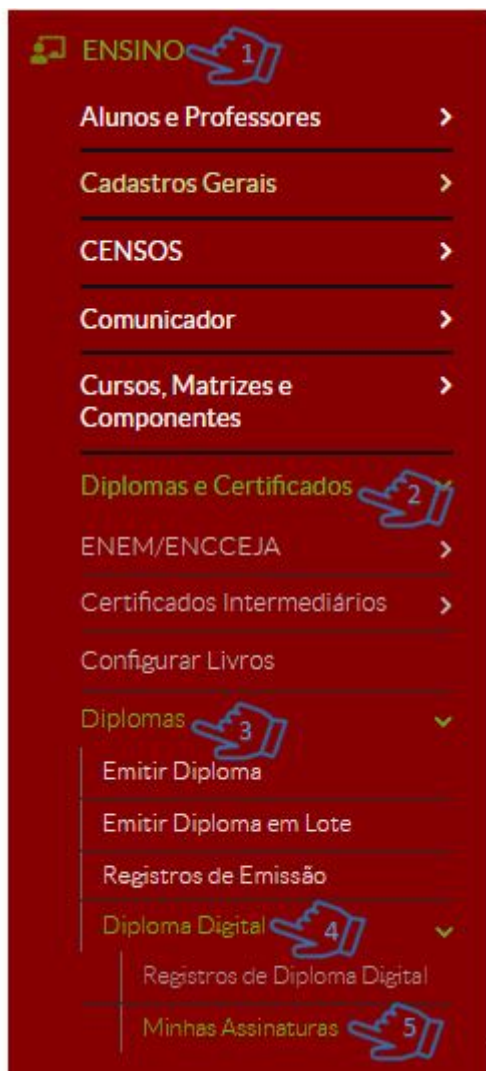 ENSINO 1
Alunos e Professores
Cadastros Gerais
CENSOS
Comunicador
Cursos, Matrizes e
Componentes
Diplomas e Certificados 2
ENEM/ENCCEJA
Certificados Intermediários
Configurar Livros
Diplomas 3
Emitir Diploma
Emitir Diploma em Lote
Registros de Emissão
Diploma Digital 4
Registros de Diploma Digital
Minhas Assinaturas 5